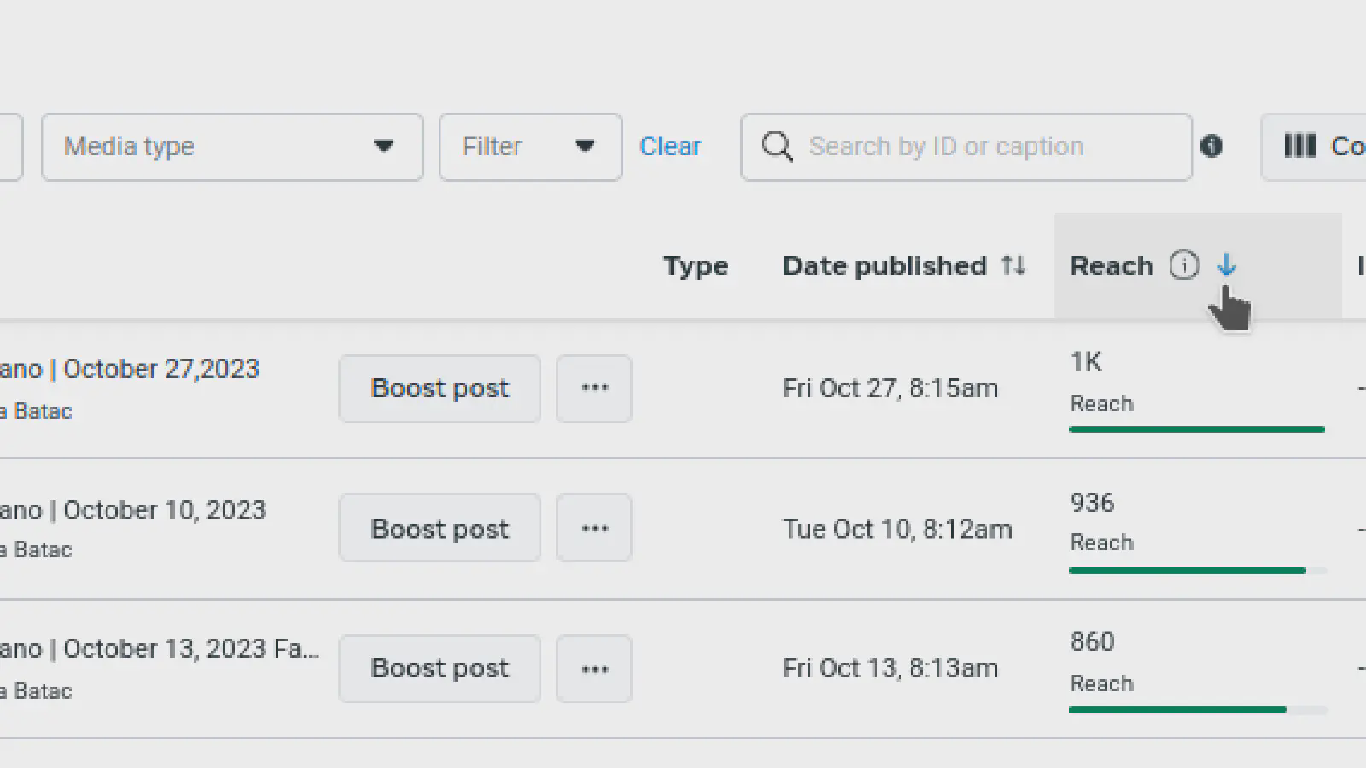 Media type Filter Clear Search by ID or caption Co
Type Date published Reach
ano | October 27,2023 Boost post ... Fri Oct 27, 8:15am 1K
a Batac Reach
ano | October 10, 2023 Boost post ... Tue Oct 10, 8:12am 936
a Batac Reach
ano | October 13, 2023 Fa... Boost post ... Fri Oct 13, 8:13am 860
a Batac Reach